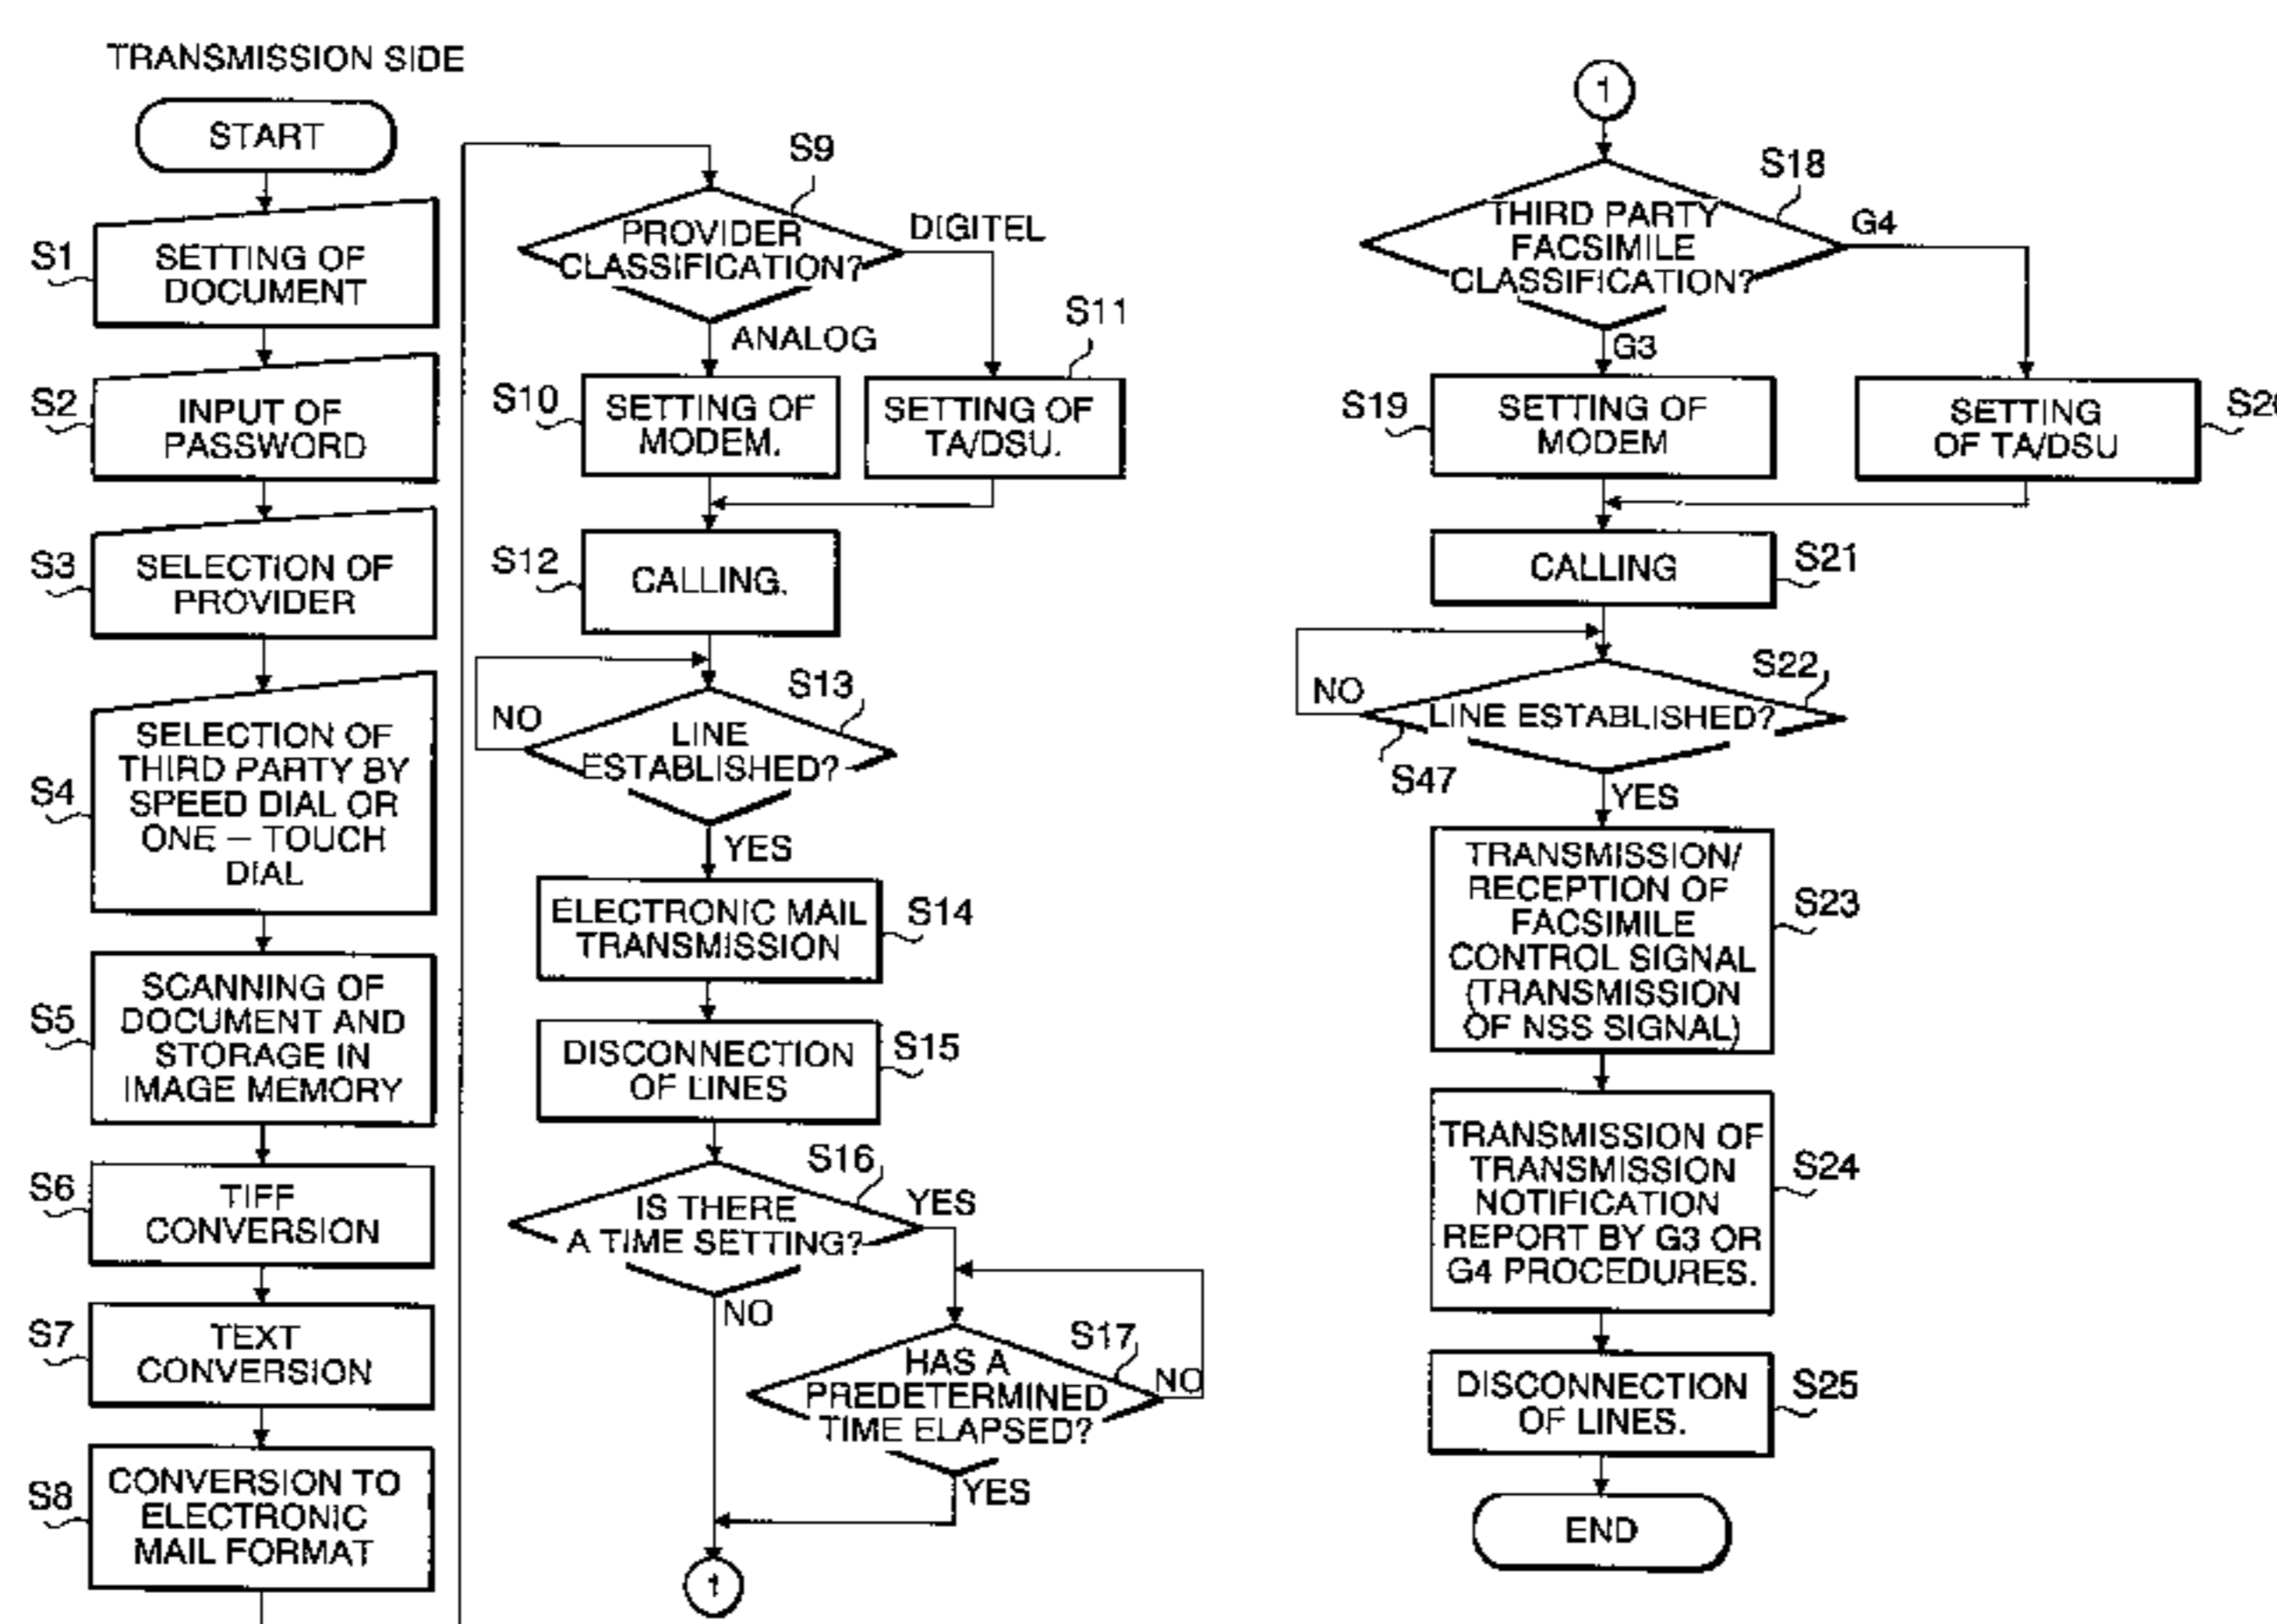 TRANSMISSION SIDE
START
S1
SETTING OF
DOCUMENT
S2
INPUT OF
PASSWORD
S3
SELECTION OF
PROVIDER
S4
SELECTION OF
THIRD PARTY BY
SPEED DIAL OR
ONE – TOUCH
DIAL
S5
SCANNING OF
DOCUMENT AND
STORAGE IN
IMAGE MEMORY
S6
TIFF
CONVERSION
S7
TEXT
CONVERSION
S8
CONVERSION TO
ELECTRONIC
MAIL FORMAT
S9
PROVIDER
CLASSIFICATION?
DIGITEL
ANALOG
S10
SETTING OF
MODEM.
S11
SETTING OF
TA/DSU.
S12
CALLING.
S13
LINE
ESTABLISHED?
NO
YES
S14
ELECTRONIC MAIL
TRANSMISSION
S15
DISCONNECTION
OF LINES
S16
IS THERE
A TIME SETTING?
YES
NO
S17
HAS A
PREDETERMINED
TIME ELAPSED?
NO
YES
1
1
S18
THIRD PARTY
FACSIMILE
CLASSIFICATION?
G4
G3
S19
SETTING OF
MODEM
SETTING
OF TA/DSU
CALLING
S21
S22
LINE ESTABLISHED?
NO
S47
YES
TRANSMISSION/
RECEPTION OF
FACSIMILE
CONTROL SIGNAL
(TRANSMISSION
OF NSS SIGNAL)
S23
TRANSMISSION OF
TRANSMISSION
NOTIFICATION
REPORT BY G3 OR
G4 PROCEDURES.
S24
DISCONNECTION
OF LINES.
S25
END